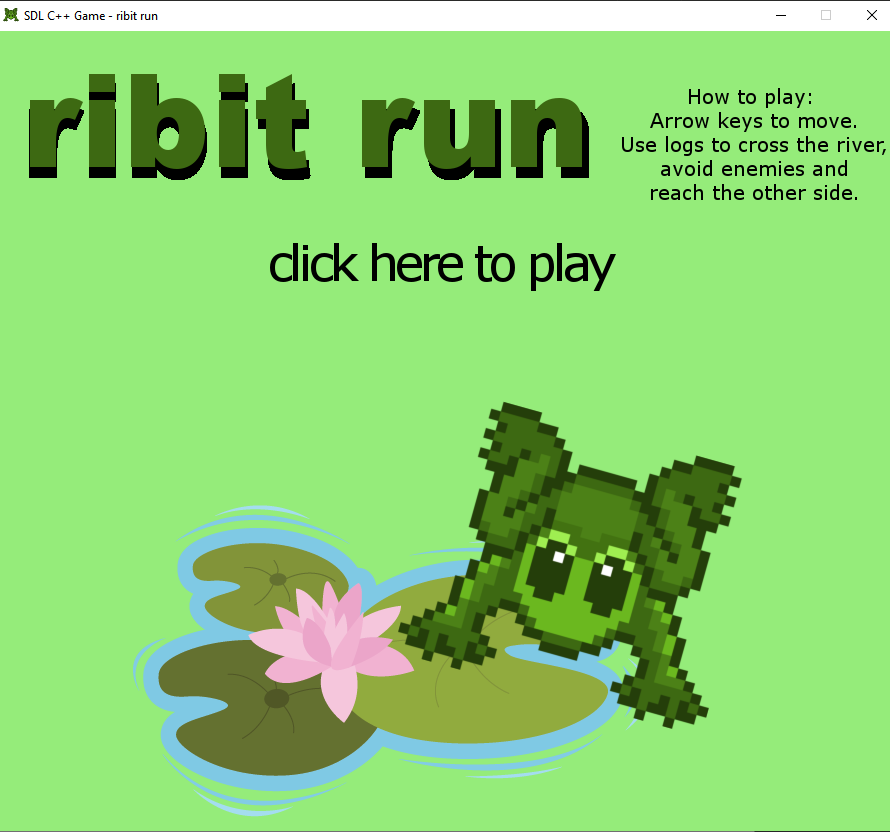 SDL C++ Game - ribit run
ribit run
How to play:
Arrow keys to move.
Use logs to cross the river,
avoid enemies and
reach the other side.
click here to play